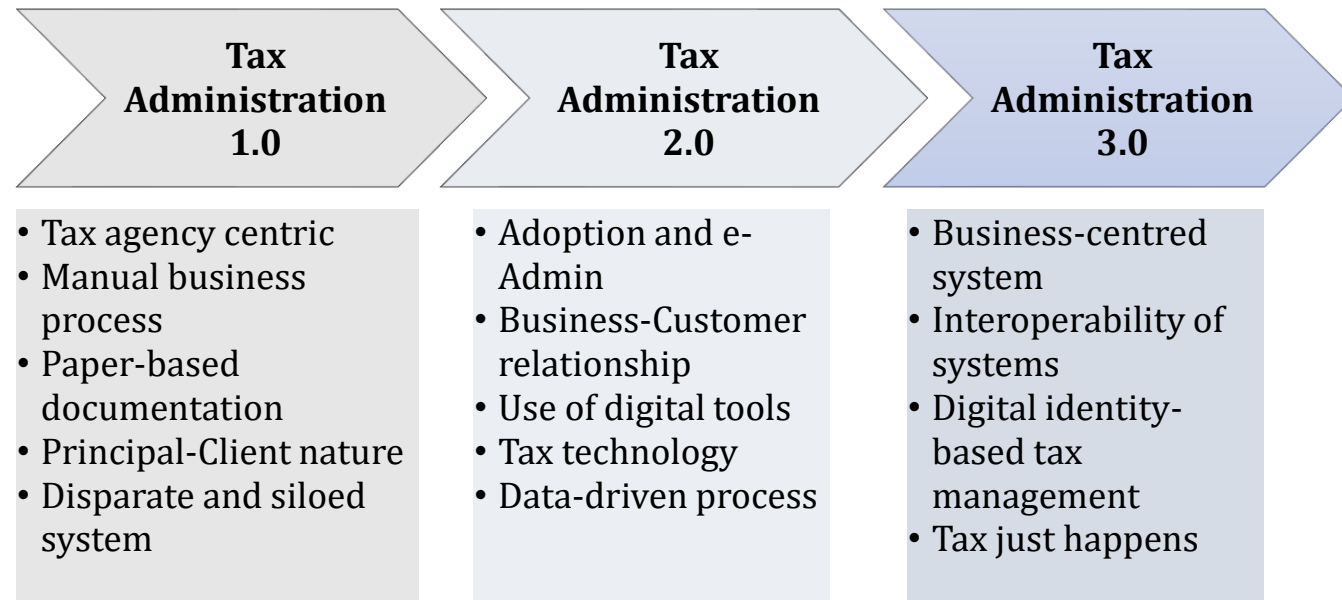 Tax
Administration
1.0
Tax
Administration
2.0
Tax
Administration
3.0
• Tax agency centric
• Manual business
process
• Paper-based
documentation
• Principal-Client nature
• Disparate and siloed
system
• Adoption and e-
Admin
• Business-Customer
relationship
• Use of digital tools
• Tax technology
• Data-driven process
• Business-centred
system
• Interoperability of
systems
• Digital identity-
based tax
management
• Tax just happens